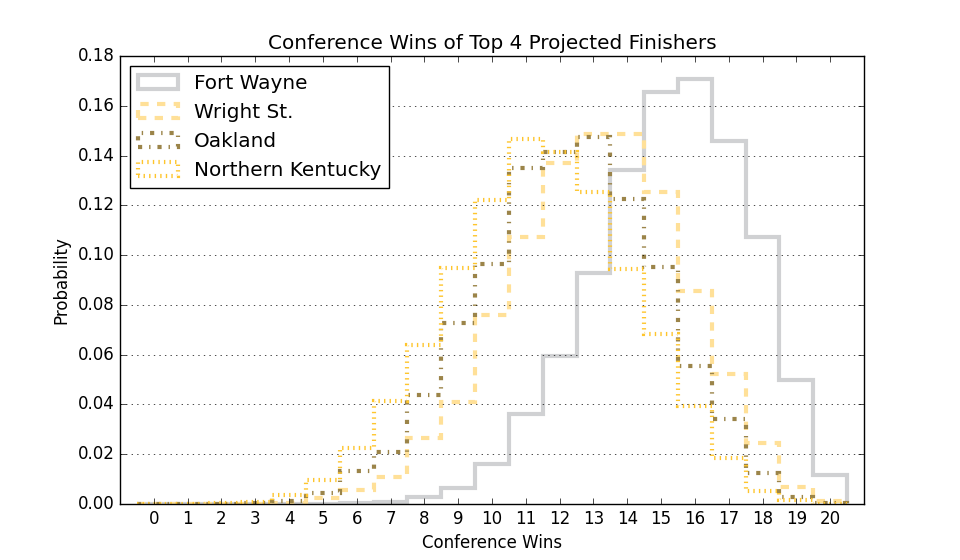 Conference Wins of Top 4 Projected Finishers
Fort Wayne
Wright St.
Oakland
Northern Kentucky
0.18
0.16
0.14
0.12
0.10
0.08
0.06
0.04
0.02
0.00
Probability
0 1 2 3 4 5 6 7 8 9 10 11 12 13 14 15 16 17 18 19 20
Conference Wins